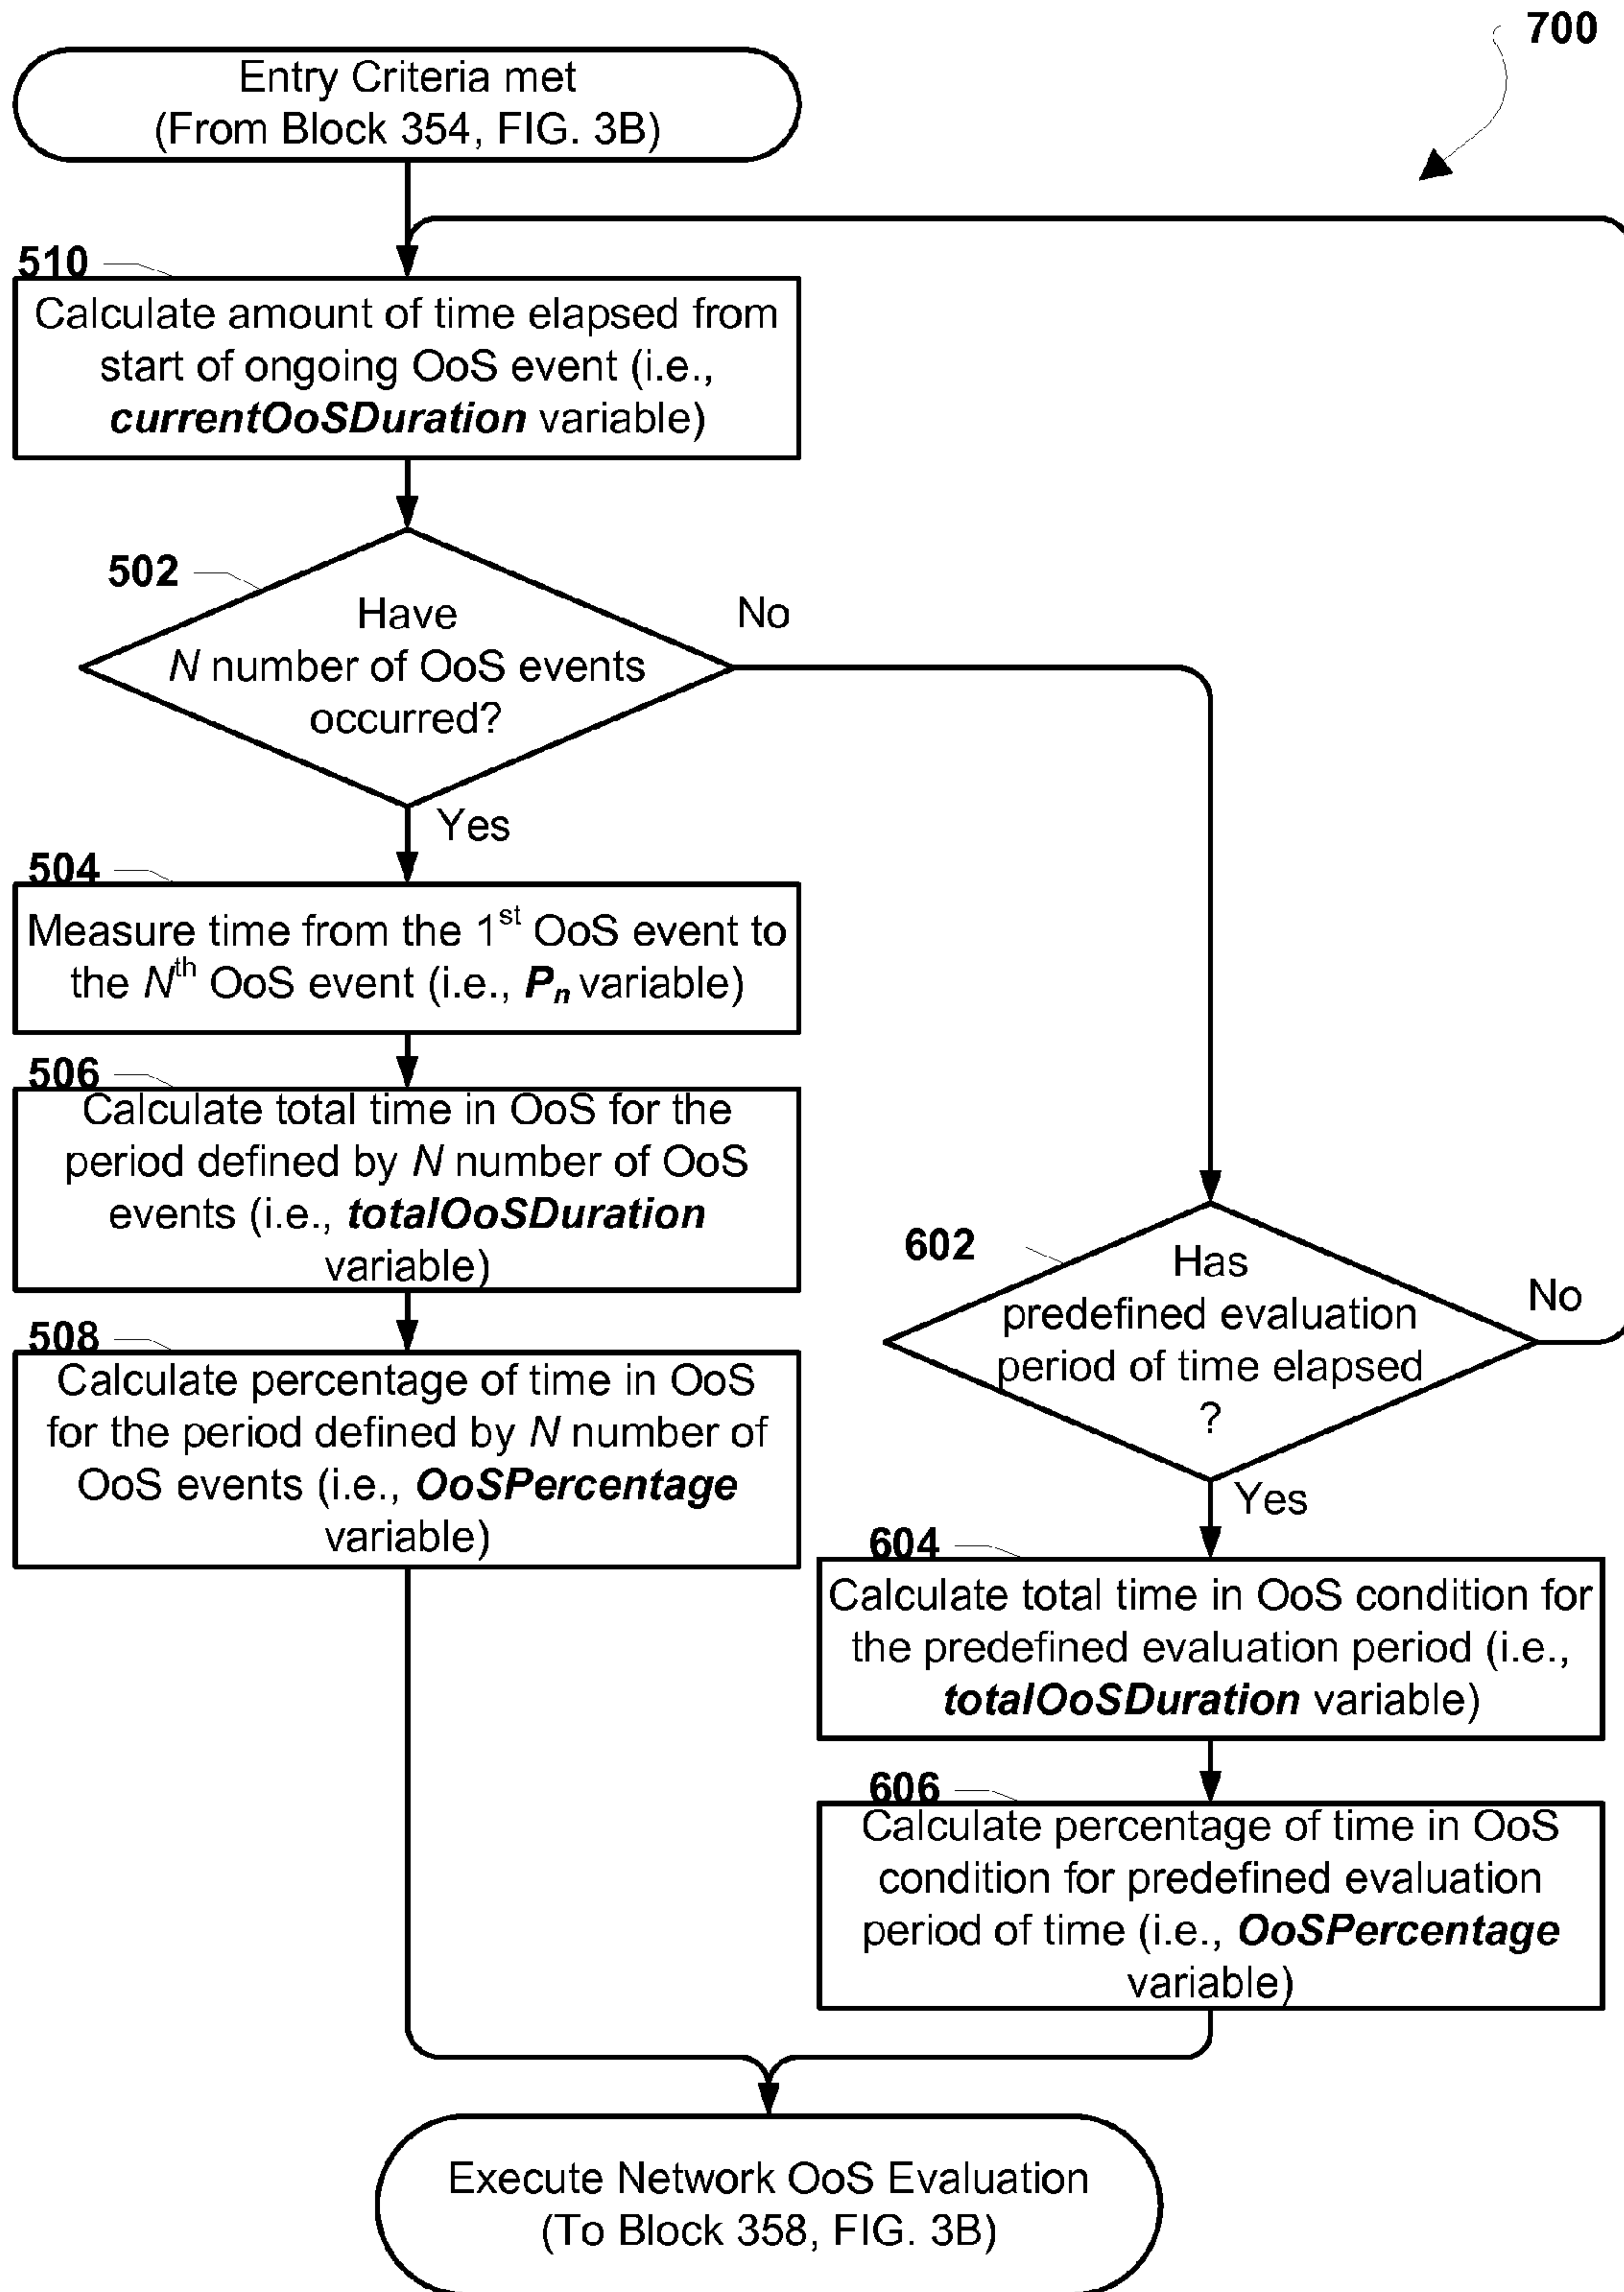 700
Entry Criteria met
(From Block 354, FIG. 3B)
510
Calculate amount of time elapsed from
start of ongoing OoS event (i.e.,
currentOoSDuration variable)
502
Have
N number of OoS events
occurred?
No
Yes
504
Measure time from the 1st OoS event to
the Nth OoS event (i.e., Pn variable)
506
Calculate total time in OoS for the
period defined by N number of OoS
events (i.e., totalOoSDuration
variable)
508
Calculate percentage of time in OoS
for the period defined by N number of
OoS events (i.e., OoSPercentage
variable)
602
Has
predefined evaluation
period of time elapsed
?
No
Yes
604
Calculate total time in OoS condition for
the predefined evaluation period (i.e.,
totalOoSDuration variable)
606
Calculate percentage of time in OoS
condition for predefined evaluation
period of time (i.e., OoSPercentage
variable)
Execute Network OoS Evaluation
(To Block 358, FIG. 3B)